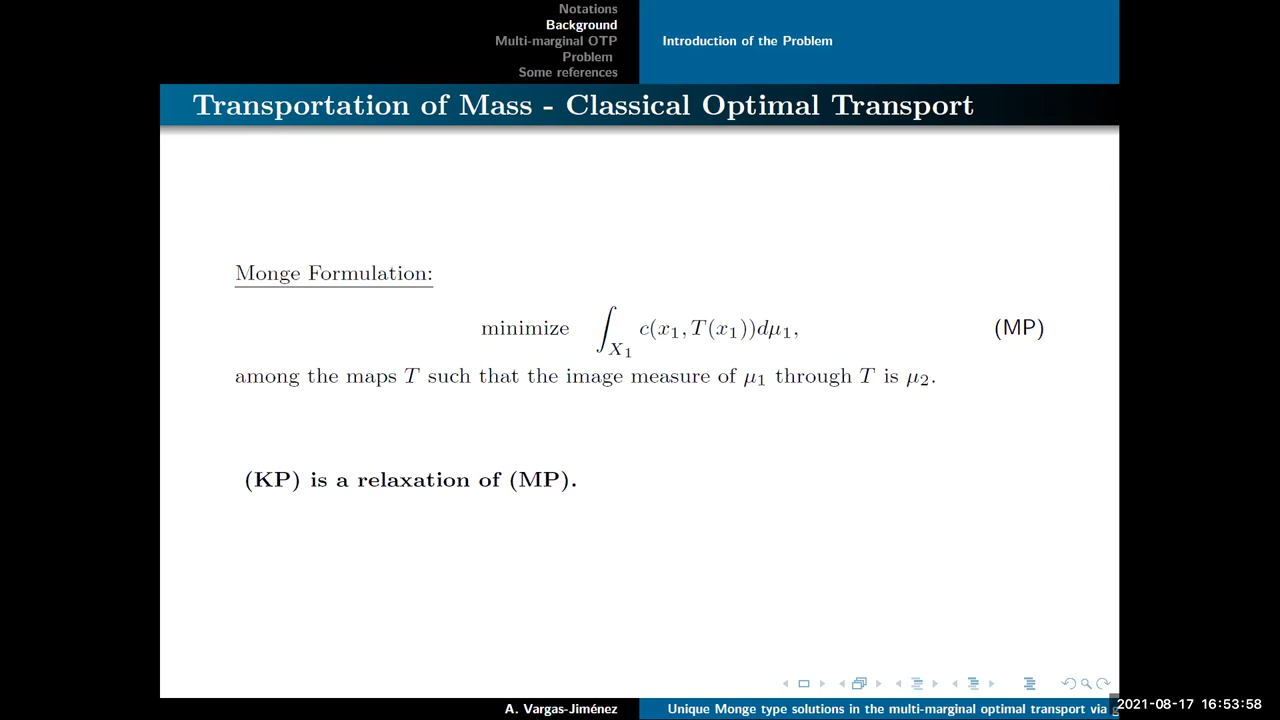 Notations
Background
Multi-marginal OTP
Problem
Some references
Introduction of the Problem
Transportation of Mass - Classical Optimal Transport
Monge Formulation:
minimize ∫_{X_1} c(x_1, T(x_1))dμ_1, (MP)
among the maps T such that the image measure of μ_1 through T is μ_2.
(KP) is a relaxation of (MP).
A. Vargas-Jiménez
Unique Monge type solutions in the multi-marginal optimal transport via
2021-08-17 16:53:58